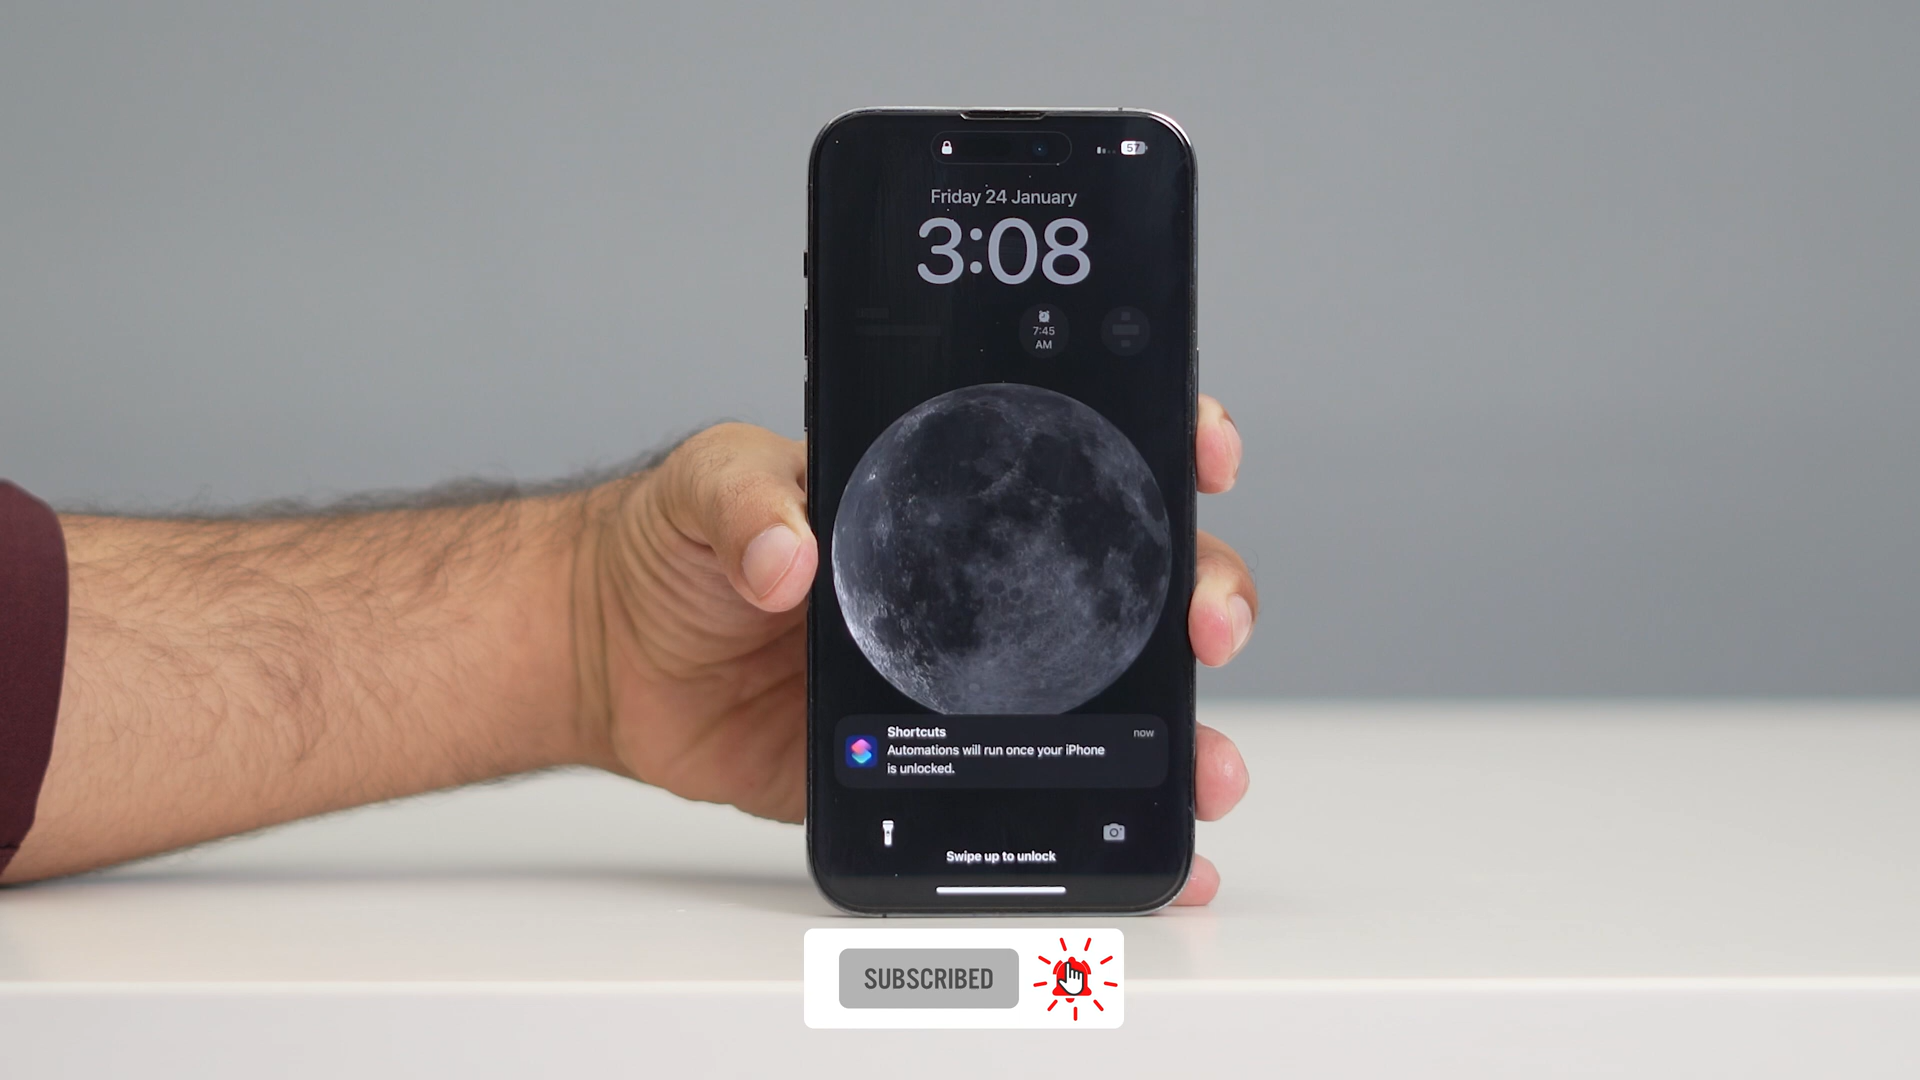 57
Friday 24 January
3:08
7:45
AM
Shortcuts
now
Automations will run once your iPhone
is unlocked.
Swipe up to unlock
SUBSCRIBED